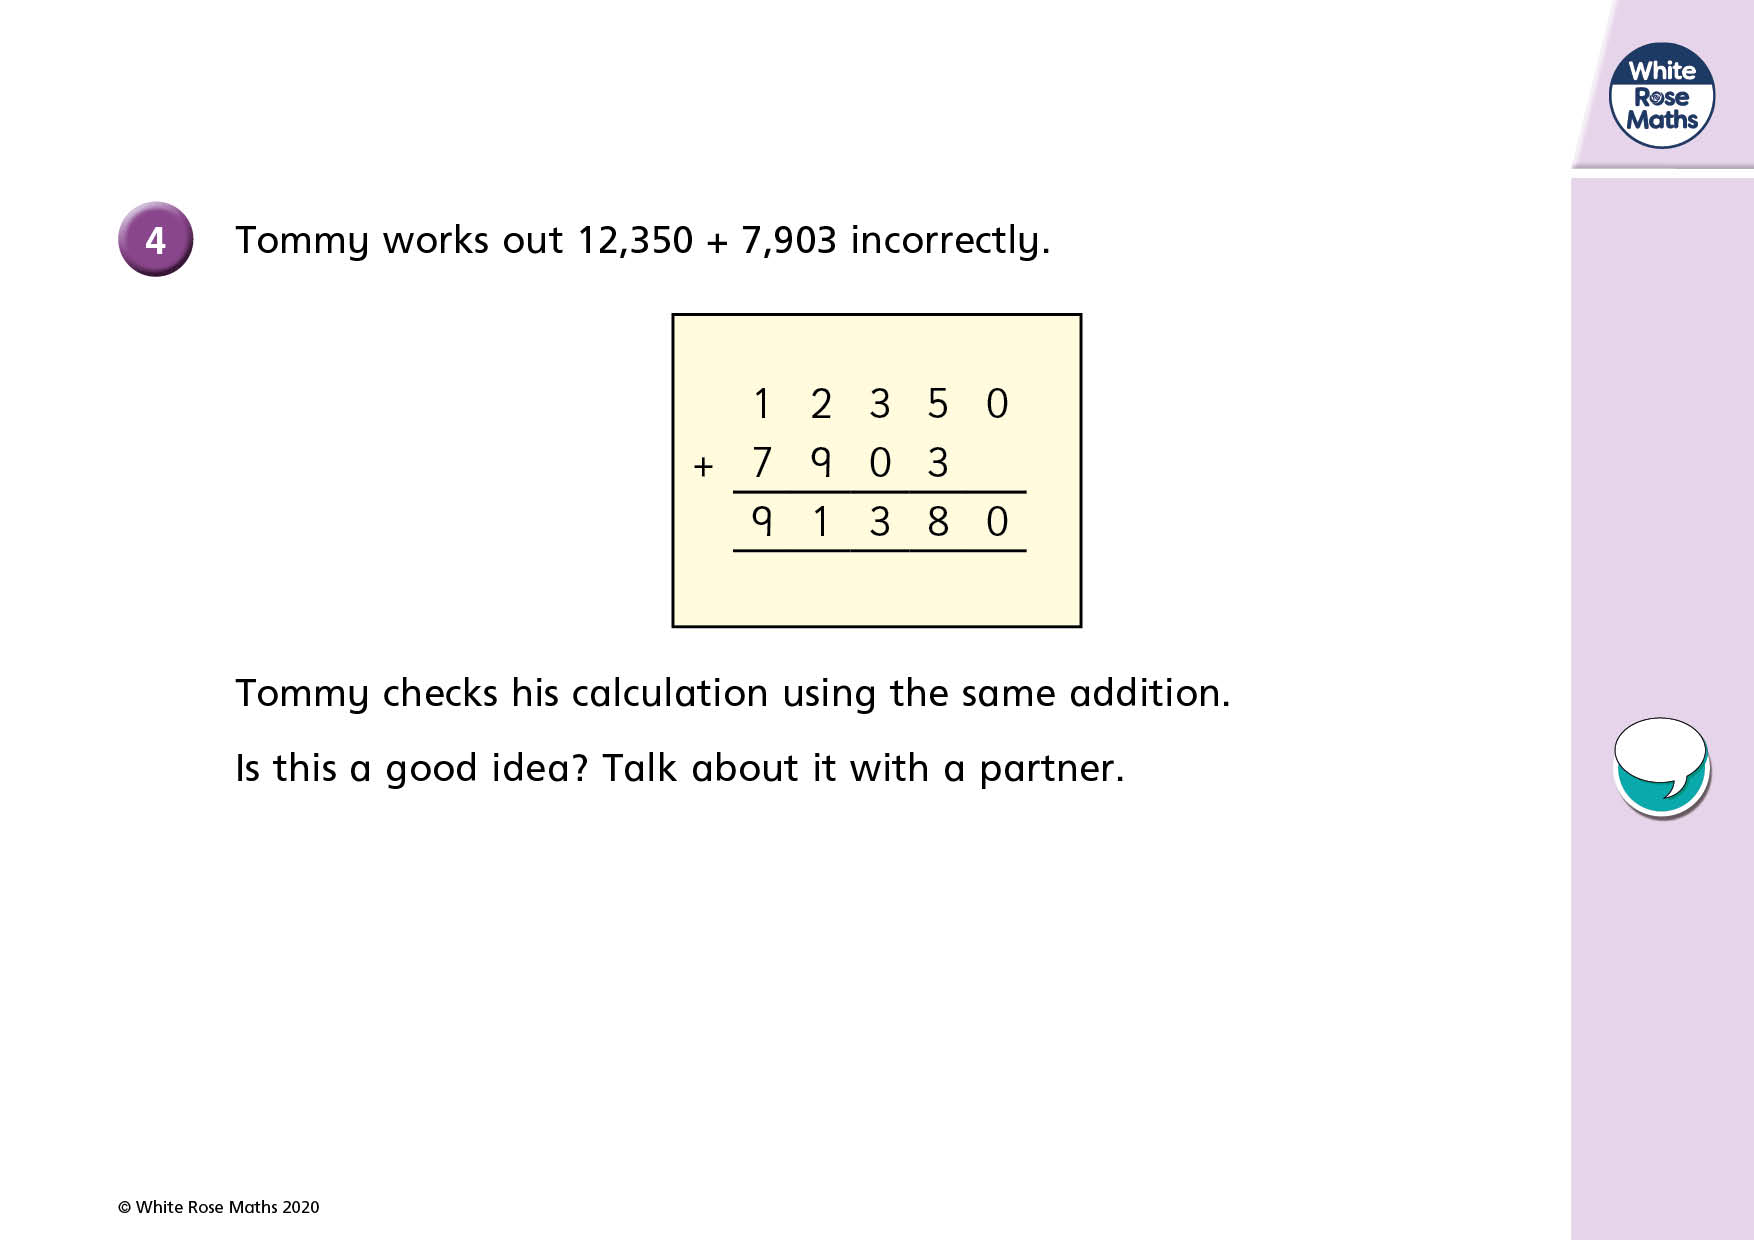 White
Rose
Maths
4 Tommy works out 12,350 + 7,903 incorrectly.
1 2 3 5 0
+ 7 9 0 3
9 1 3 8 0
Tommy checks his calculation using the same addition.
Is this a good idea? Talk about it with a partner.
© White Rose Maths 2020